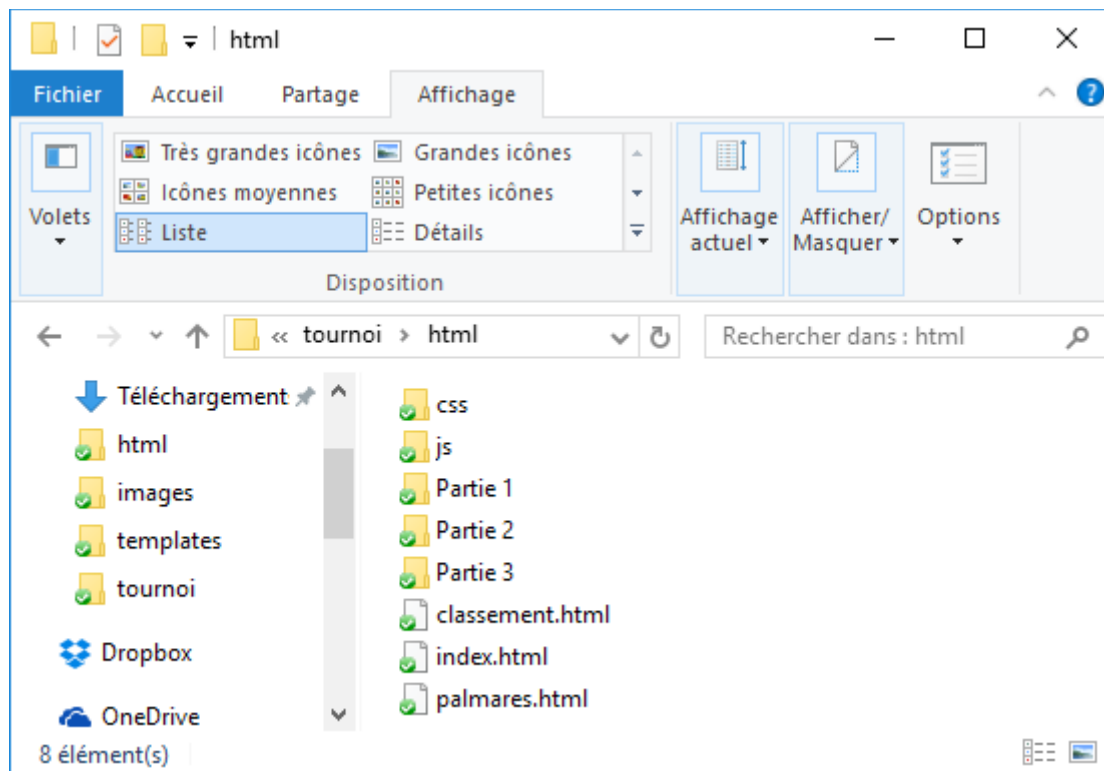 html
Fichier Accueil Partage Affichage
Très grandes icônes Grandes icônes
Icônes moyennes Petites icônes
Liste Détails
Volets
Affichage actuel
Afficher/ Masquer
Options
Disposition
« tournoi > html
Rechercher dans : html
Téléchargement
html
images
templates
tournoi
Dropbox
OneDrive
css
js
Partie 1
Partie 2
Partie 3
classement.html
index.html
palmares.html
8 élément(s)